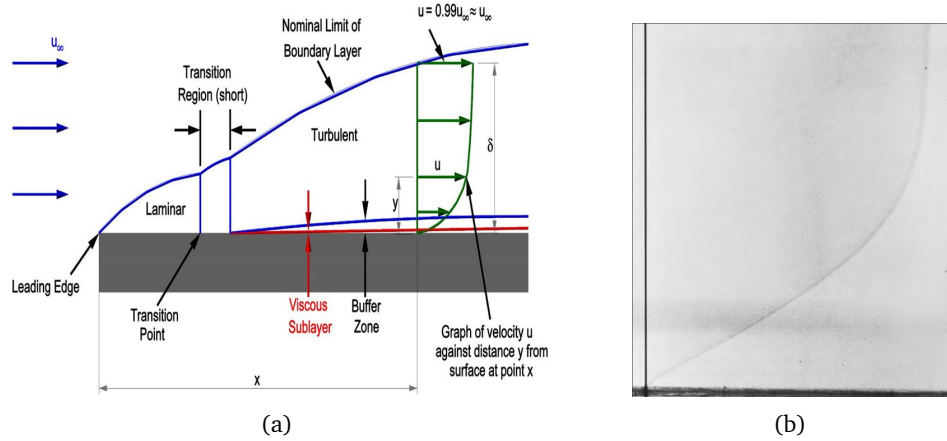 u = 0.99u∞ ≈ u∞
Nominal Limit of
Boundary Layer
u∞
Transition
Region (short)
Turbulent
δ
u
y
Laminar
Leading Edge
Transition
Point
Viscous
Sublayer
Buffer
Zone
Graph of velocity u
against distance y from
surface at point x
x
(a)
(b)